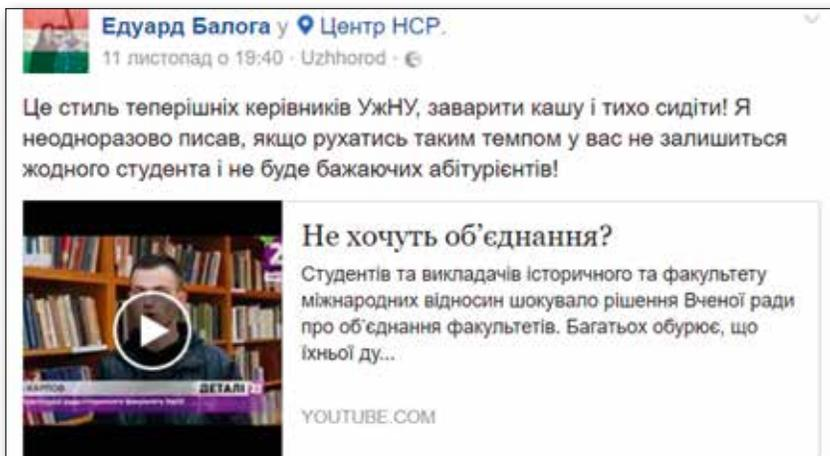 Едуард Балога у Центр НСР.
11 листопад о 19:40 · Uzhhorod ·
Це стиль теперішніх керівників УжНУ, заварити кашу і тихо сидіти! Я
неодноразово писав, якщо рухатись таким темпом у вас не залишиться
жодного студента і не буде бажаючих абітурієнтів!
Не хочуть об'єднання?
Студентів та викладачів історичного та факультету
міжнародних відносин шокувало рішення Вченої ради
про об'єднання факультетів. Багатьох обурює, що
їхньої ду...
КАРПОВ
ДЕТАЛІ
YOUTUBE.COM